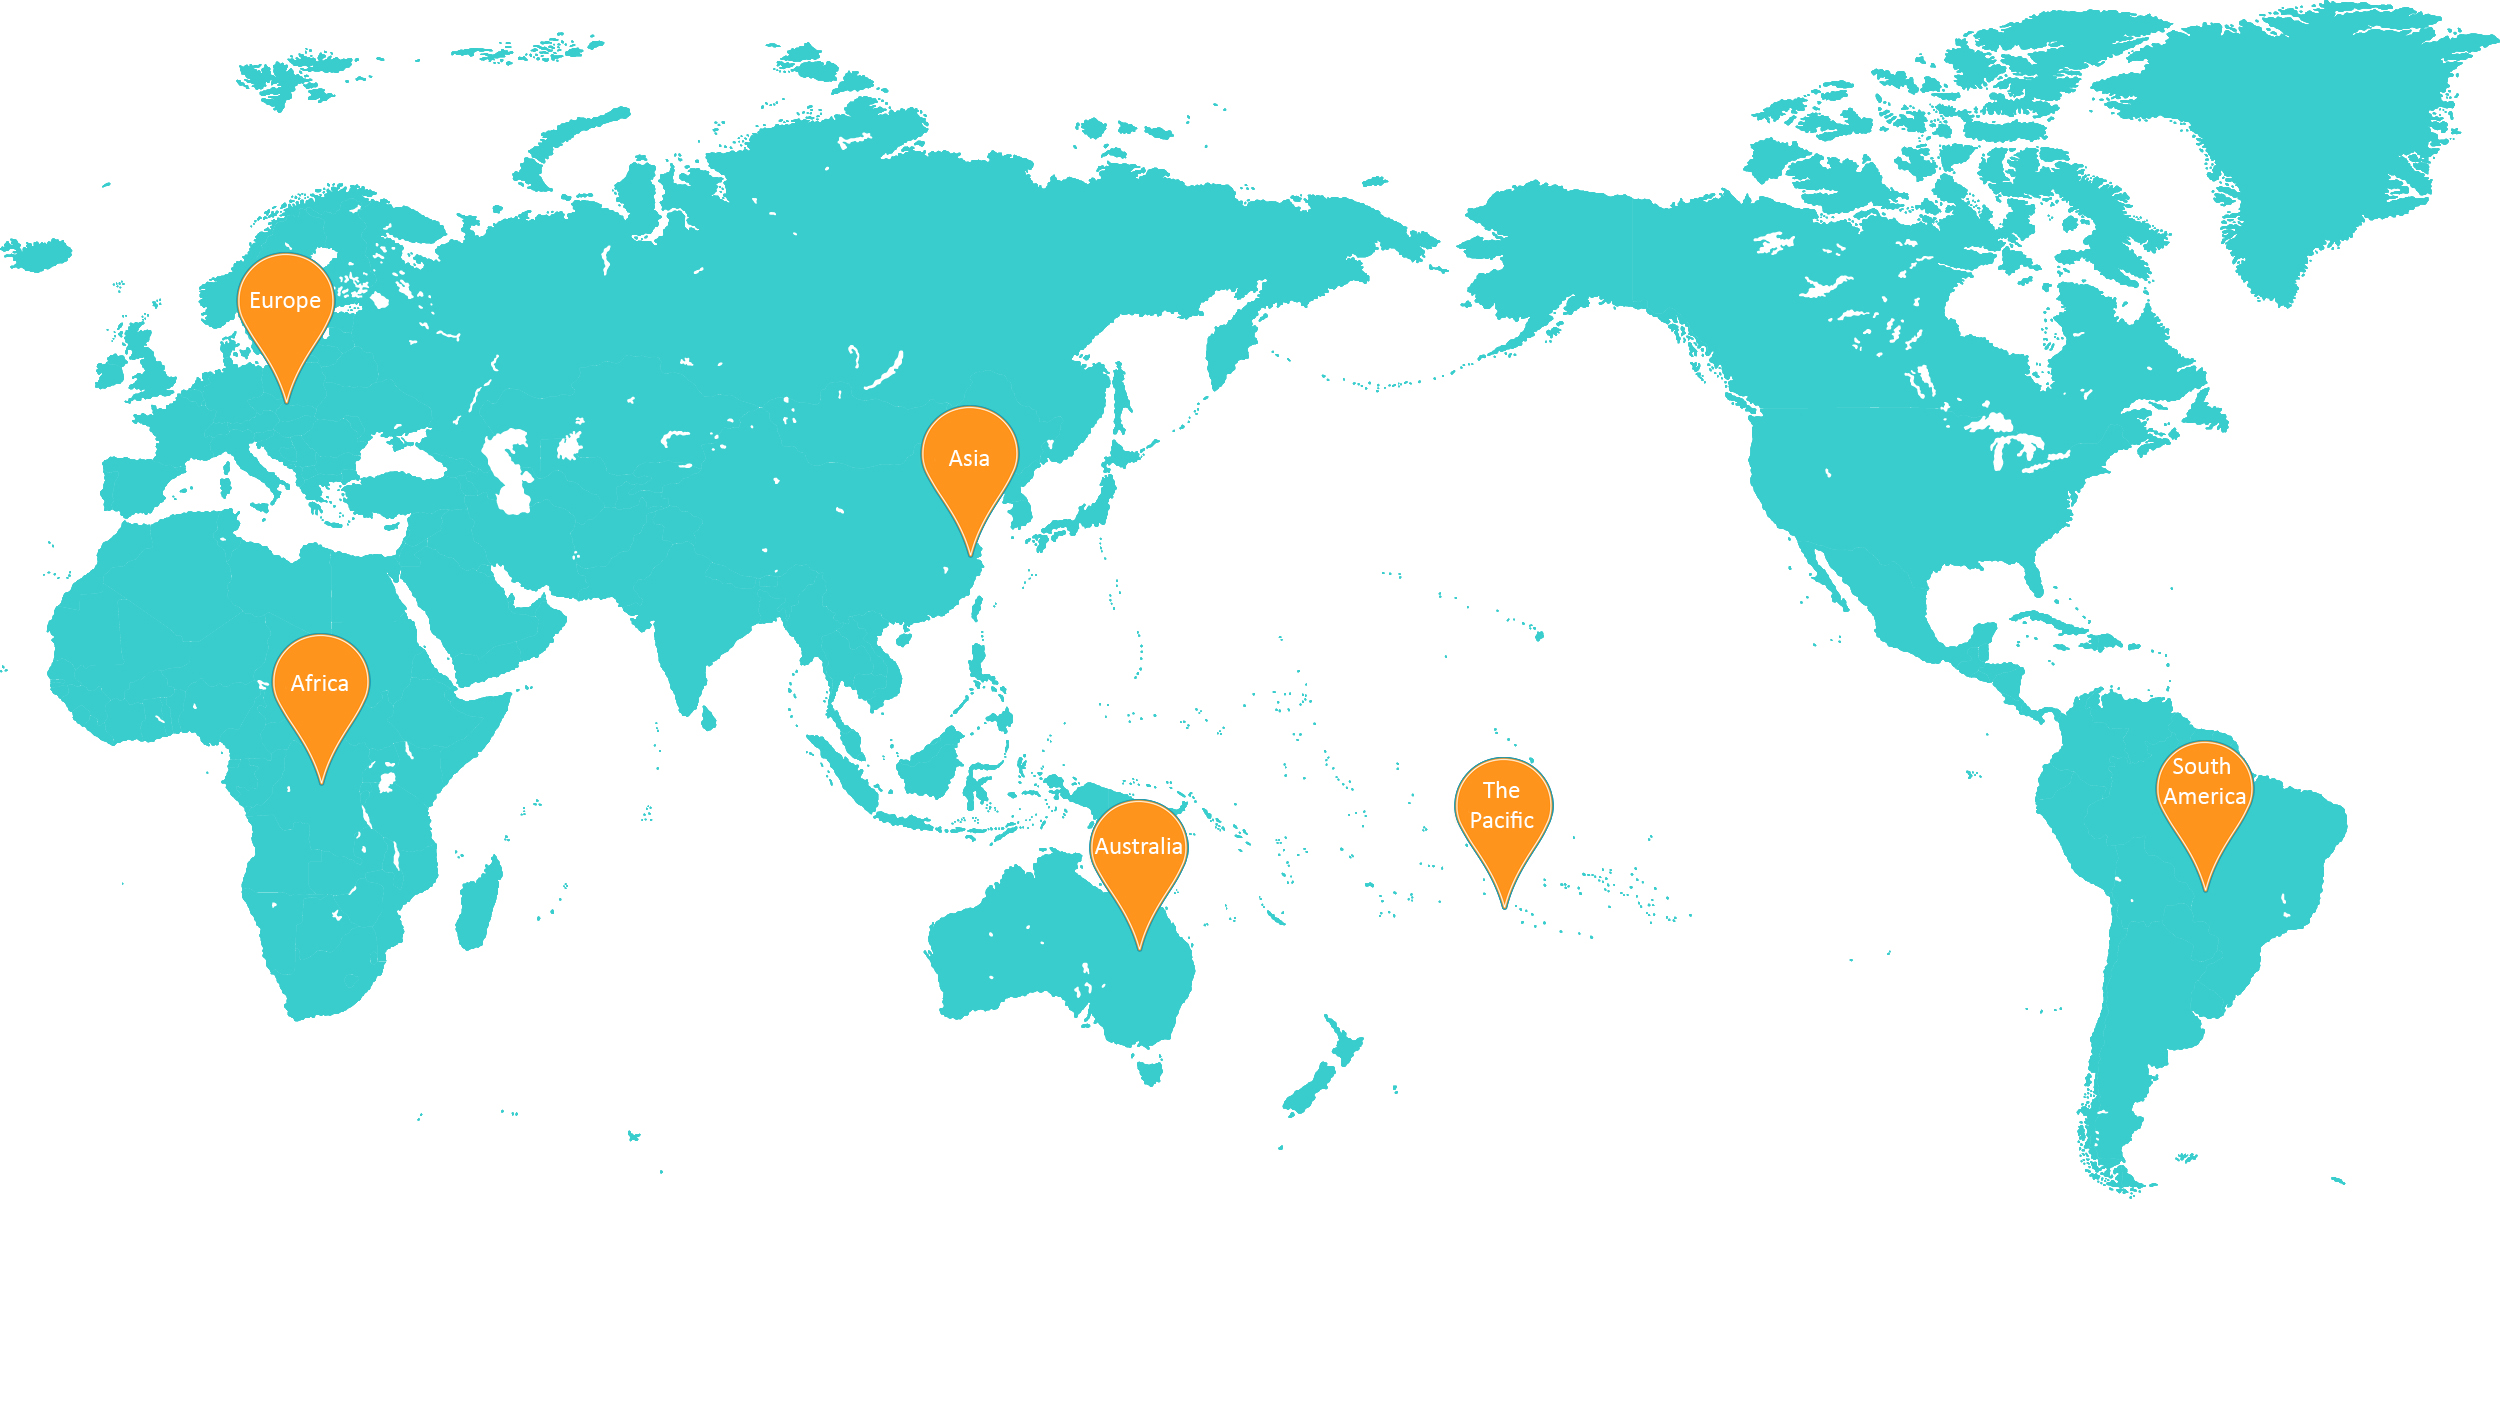 Europe
Asia
Africa
South
America
The
Pacific
Australia